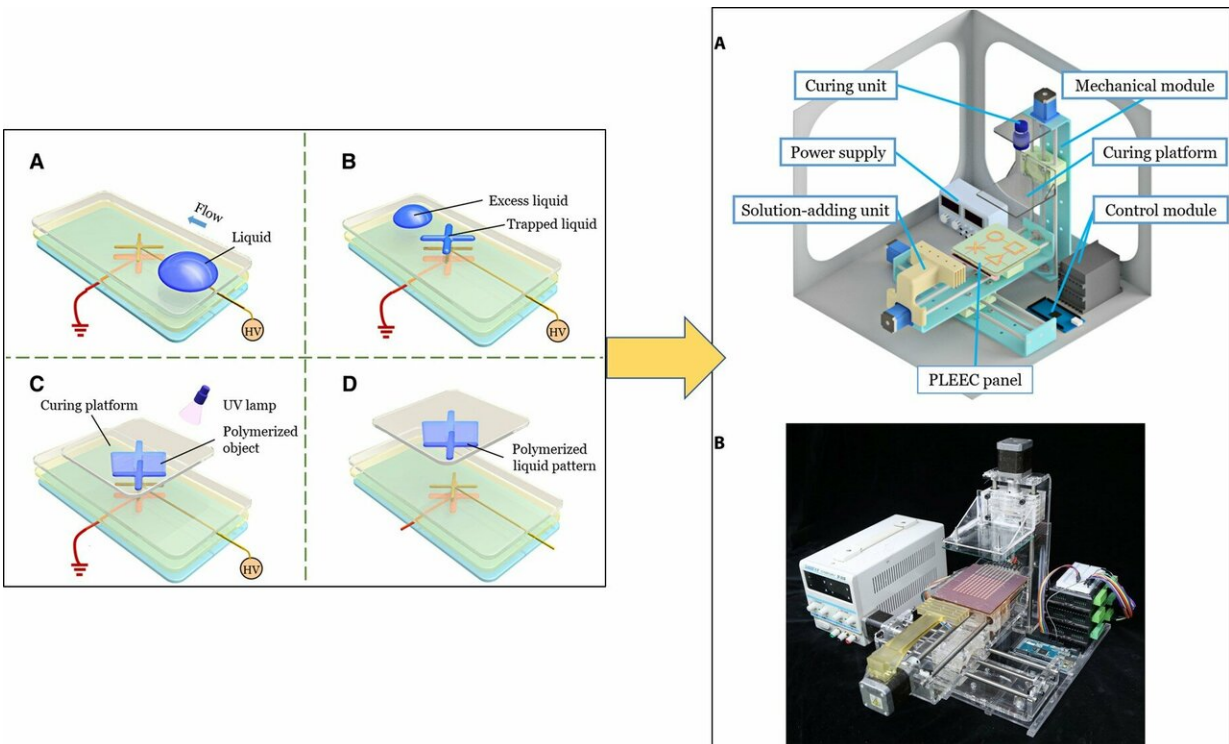 A
Flow
Liquid
HV
B
Excess liquid
Trapped liquid
HV
C
UV lamp
Curing platform
Polymerized
object
HV
D
Polymerized
liquid pattern
A
Curing unit
Mechanical module
Power supply
Curing platform
Solution-adding unit
Control module
PLEEC panel
B